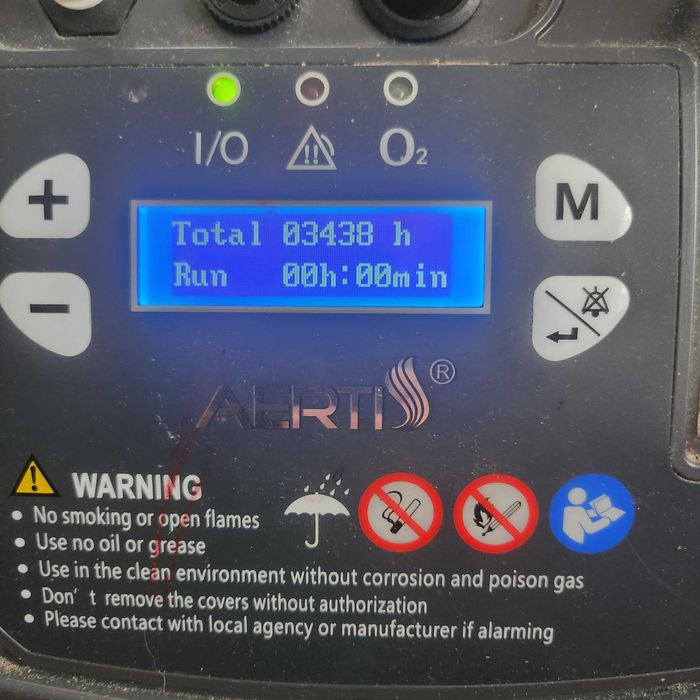 I/O
O2
+
M
-
Total 03438 h
Run 00h:00min
AERTIS®
WARNING
• No smoking or open flames
• Use no oil or grease
• Use in the clean environment without corrosion and poison gas
• Don't remove the covers without authorization
• Please contact with local agency or manufacturer if alarming